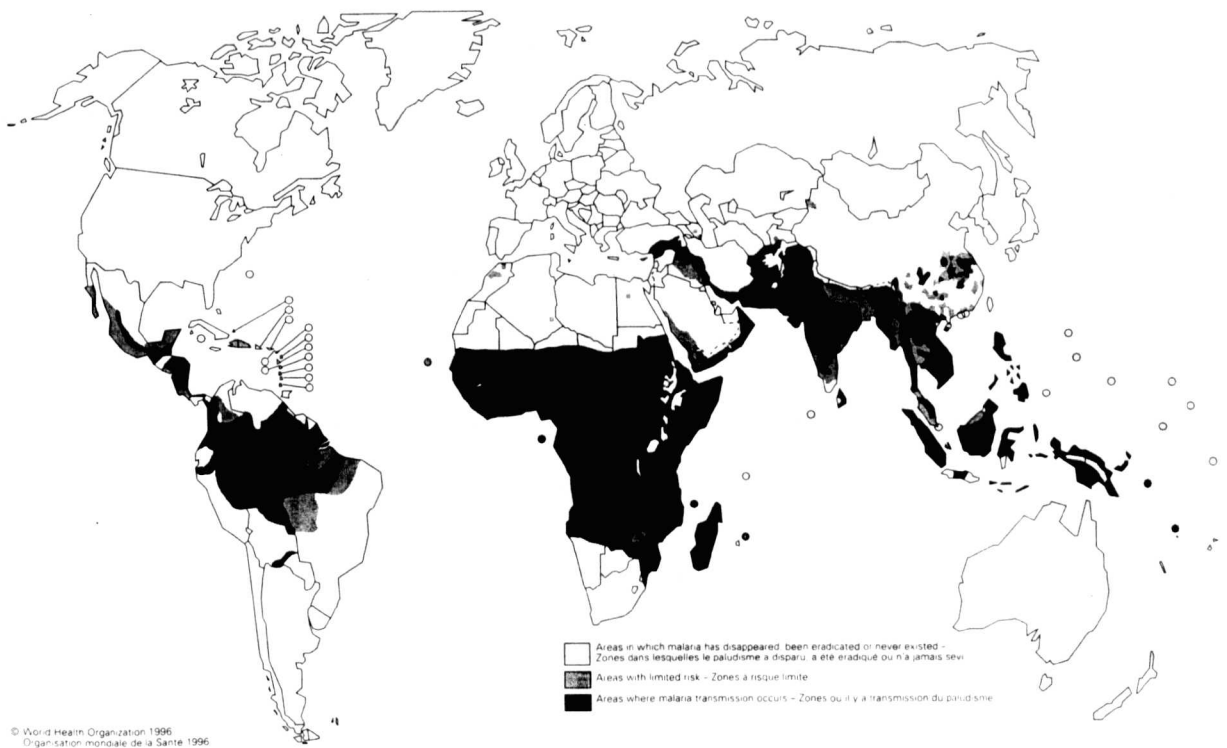 Areas in which malaria has disappeared, been eradicated or never existed –
Zones dans lesquelles le paludisme a disparu, a été éradiqué ou n'a jamais sévi
Areas with limited risk – Zones à risque limité
Areas where malaria transmission occurs – Zones où il y a transmission du paludisme
© World Health Organization 1996
Organisation mondiale de la Santé 1996